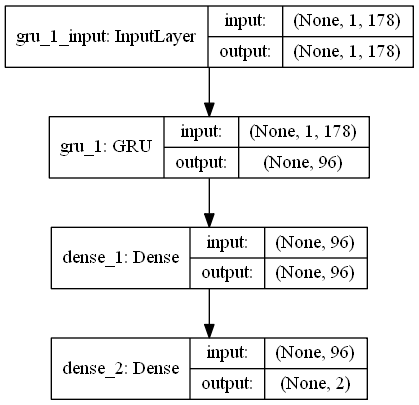 gru_1_input: InputLayer
input: (None, 1, 178)
output: (None, 1, 178)
gru_1: GRU
input: (None, 1, 178)
output: (None, 96)
dense_1: Dense
input: (None, 96)
output: (None, 96)
dense_2: Dense
input: (None, 96)
output: (None, 2)